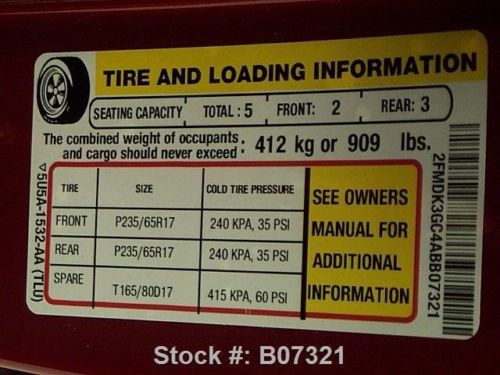 TIRE AND LOADING INFORMATION
SEATING CAPACITY TOTAL : 5 FRONT: 2 REAR: 3
The combined weight of occupants
and cargo should never exceed : 412 kg or 909 lbs.
TIRE SIZE COLD TIRE PRESSURE
FRONT P235/65R17 240 KPA, 35 PSI
REAR P235/65R17 240 KPA, 35 PSI
SPARE T165/80D17 415 KPA, 60 PSI
SEE OWNERS
MANUAL FOR
ADDITIONAL
INFORMATION
5U5A-1532-AA (TLU)
2FMDK3GC4ABB07321
Stock #: B07321